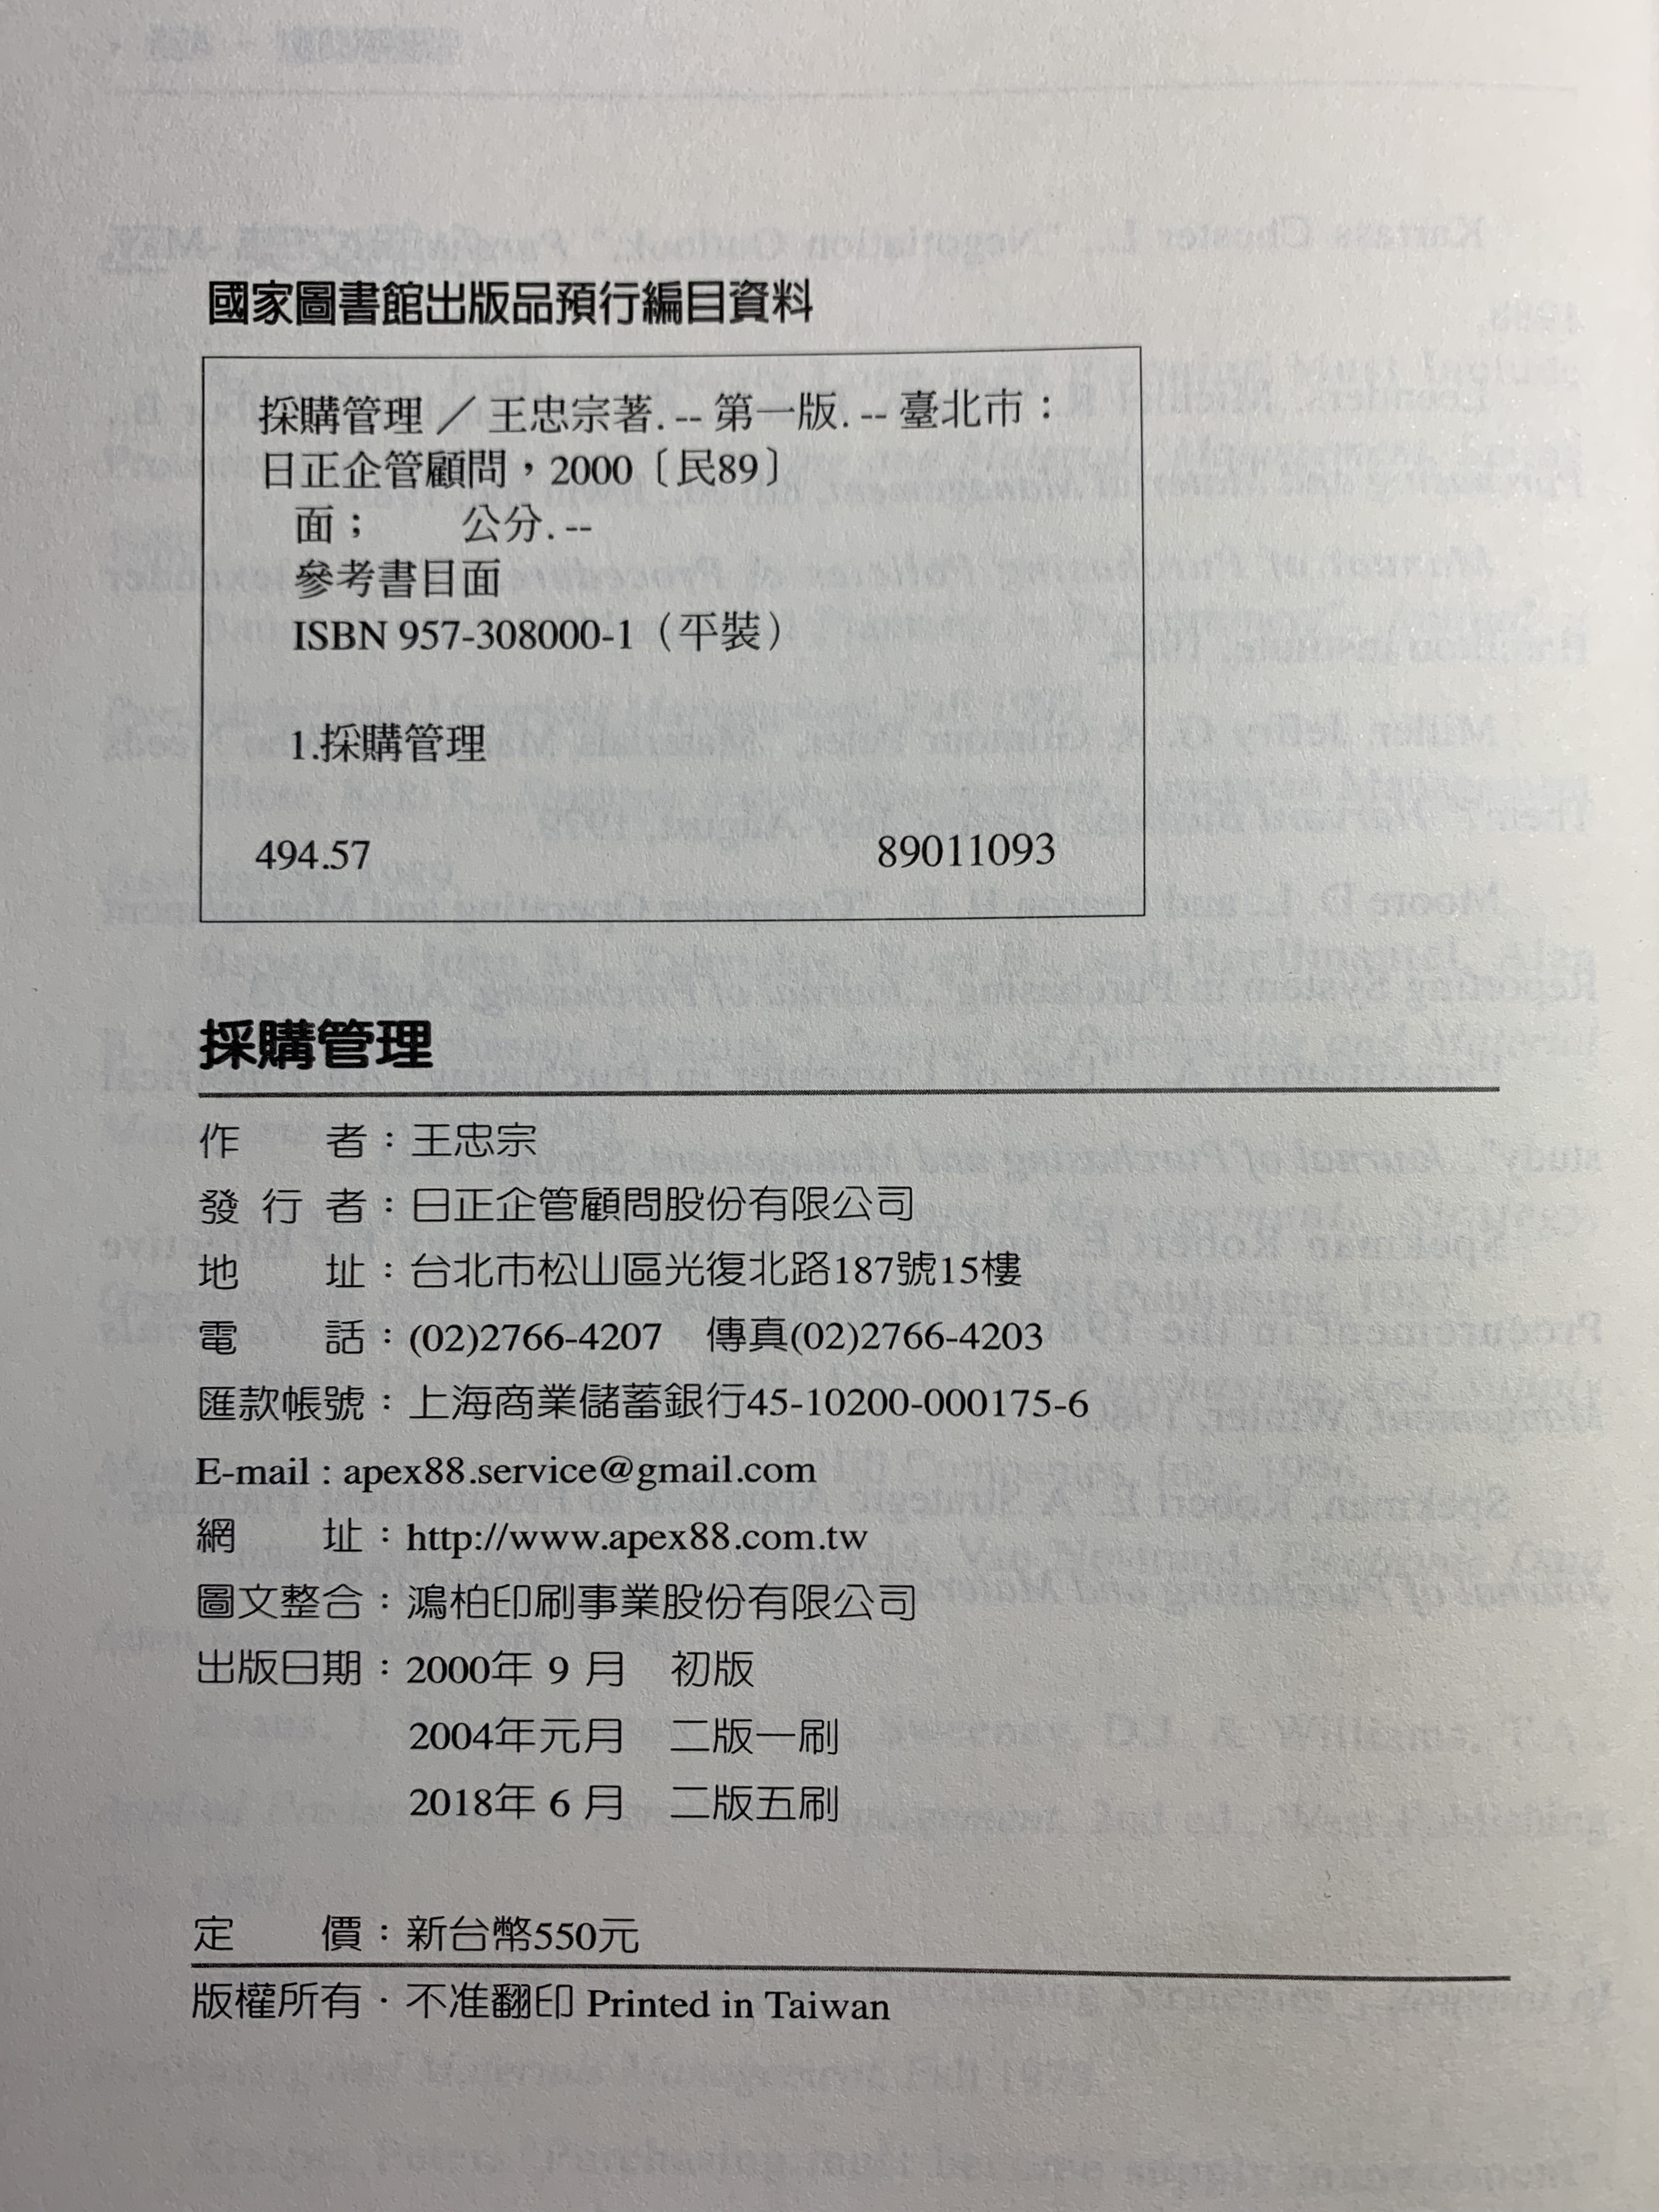 國家圖書館出版品預行編目資料
採購管理／王忠宗著. -- 第一版. -- 臺北市：
日正企管顧問，2000〔民89〕
面； 公分. --
參考書目面
ISBN 957-308000-1（平裝）
1.採購管理
494.57 89011093
採購管理
作 者：王忠宗
發 行 者：日正企管顧問股份有限公司
地 址：台北市松山區光復北路187號15樓
電 話：(02)2766-4207 傳真(02)2766-4203
匯款帳號：上海商業儲蓄銀行45-10200-000175-6
E-mail : apex88.service@gmail.com
網 址：http://www.apex88.com.tw
圖文整合：鴻柏印刷事業股份有限公司
出版日期：2000年 9 月 初版
2004年元月 二版一刷
2018年 6 月 二版五刷
定 價：新台幣550元
版權所有．不准翻印 Printed in Taiwan